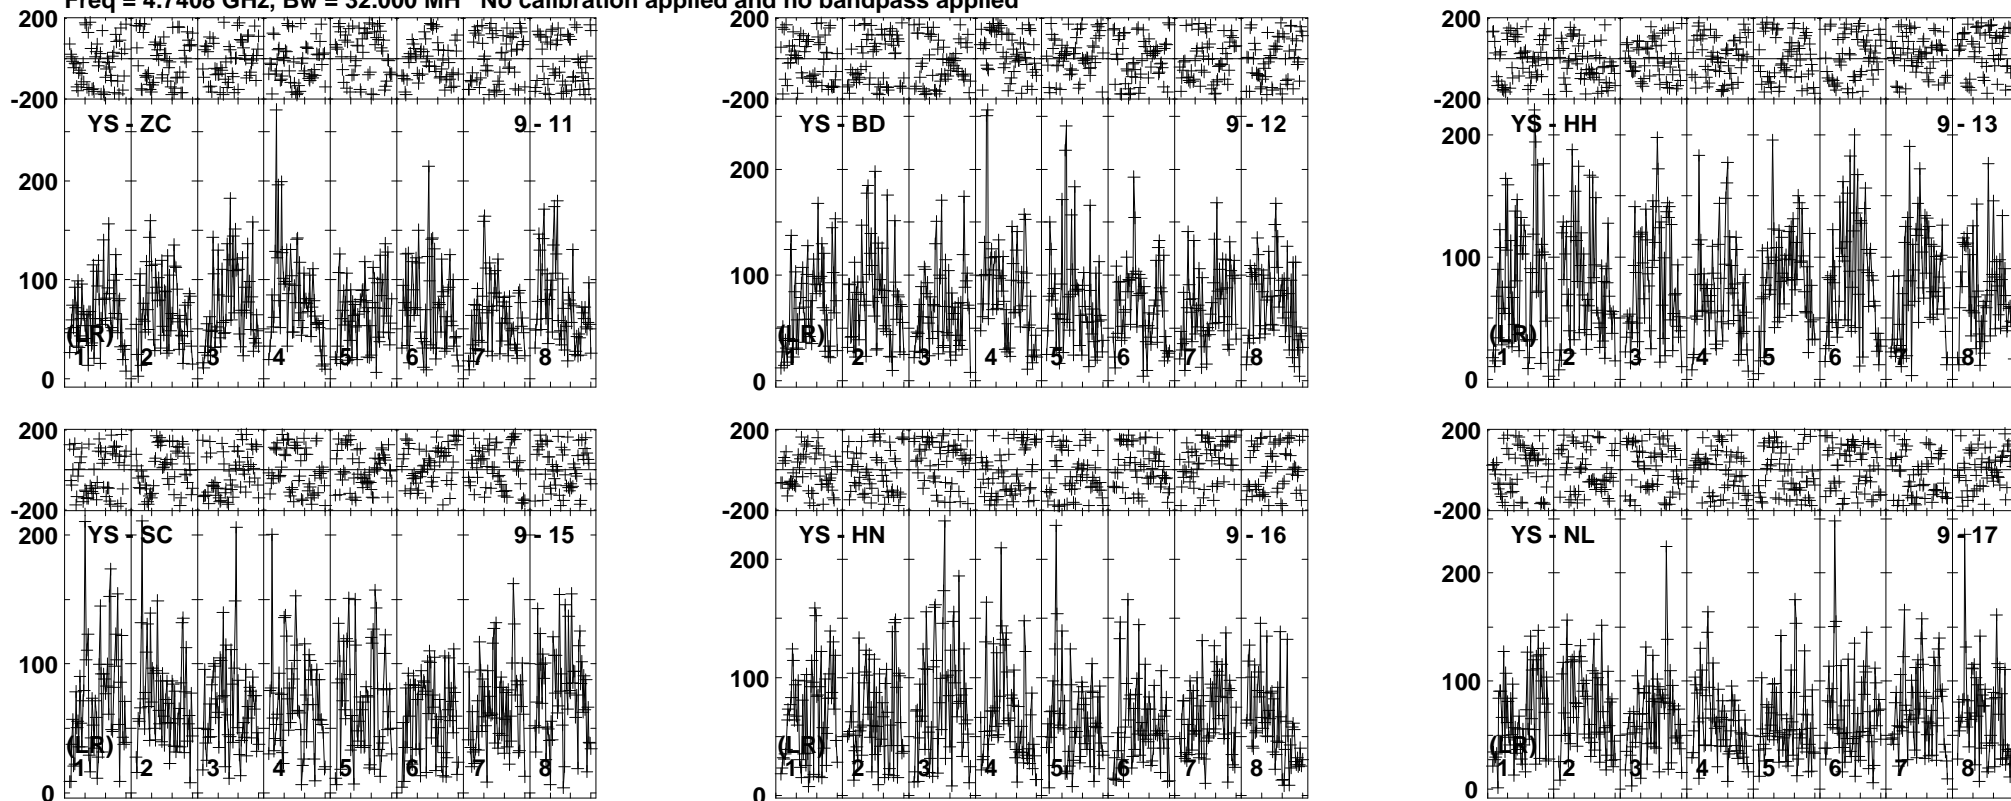 Freq = 4.7408 GHz, Bw = 32.000 MH No calibration applied and no bandpass applied
200 200 200
-200 -200 -200
YS - ZC 9 - 11 YS - BD 9 - 12 YS - HH 9 - 13
200 200 200
100 100 100
(LR) (LR) (LR)
1 2 3 4 5 6 7 8 1 2 3 4 5 6 7 8 1 2 3 4 5 6 7 8
0 0 0
200 200 200
-200 -200 -200
YS - SC 9 - 15 YS - HN 9 - 16 YS - NL 9 - 17
200 200 200
100 100 100
(LR) (LR) (LR)
1 2 3 4 5 6 7 8 1 2 3 4 5 6 7 8 1 2 3 4 5 6 7 8
0 0 0